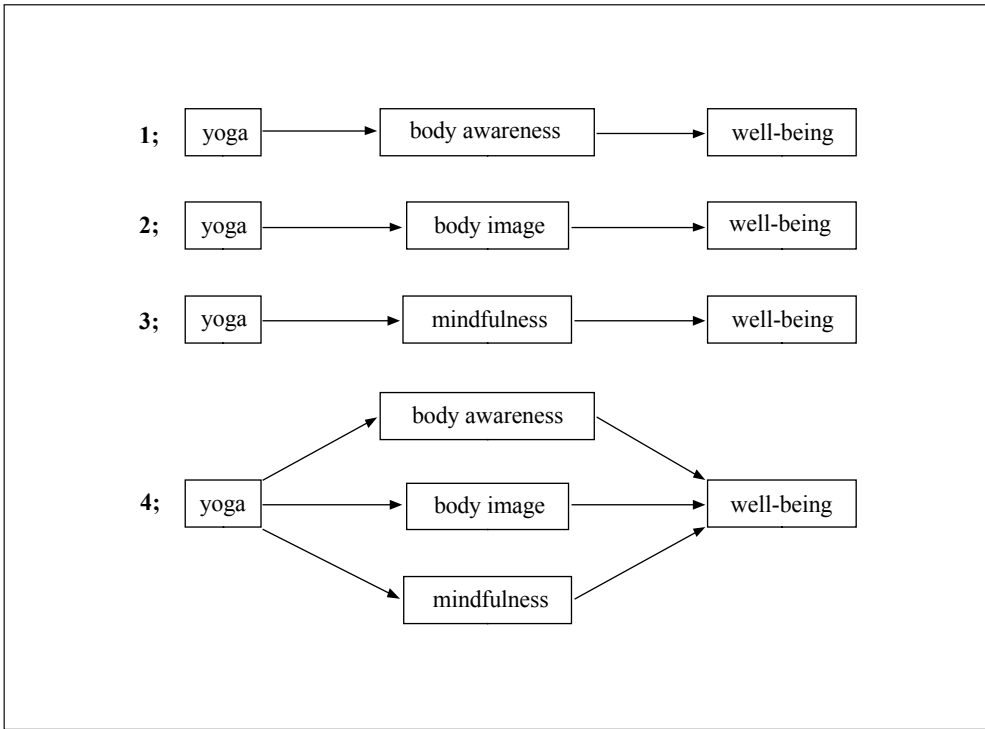 1; yoga body awareness well-being
2; yoga body image well-being
3; yoga mindfulness well-being
body awareness
4; yoga body image well-being
mindfulness